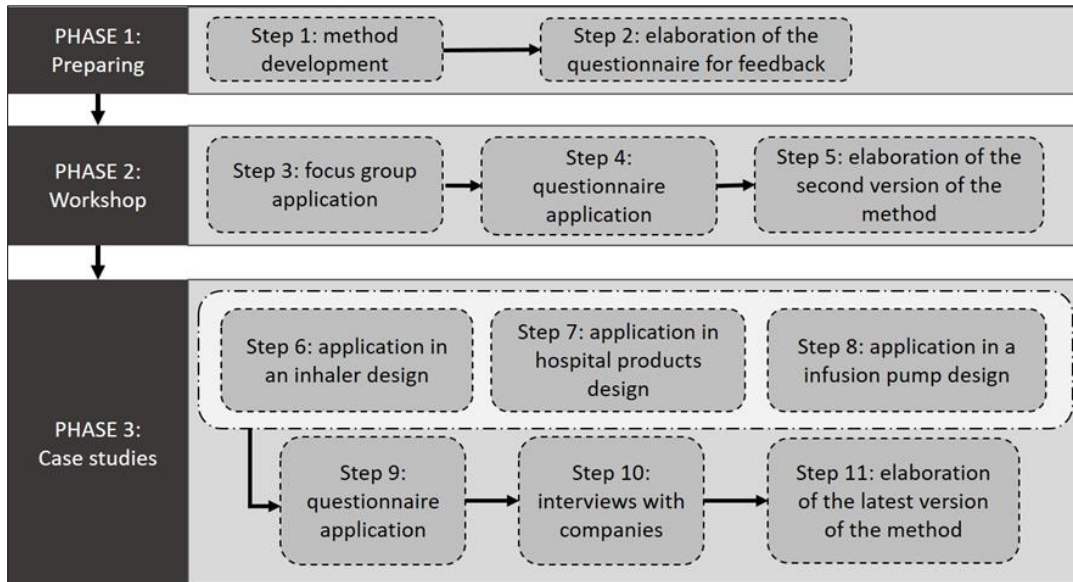 PHASE 1:
Preparing
Step 1: method
development
Step 2: elaboration of the
questionnaire for feedback
PHASE 2:
Workshop
Step 3: focus group
application
Step 4:
questionnaire
application
Step 5: elaboration of the
second version of the
method
PHASE 3:
Case studies
Step 6: application in
an inhaler design
Step 7: application in
hospital products
design
Step 8: application in a
infusion pump design
Step 9:
questionnaire
application
Step 10:
interviews with
companies
Step 11: elaboration
of the latest version
of the method